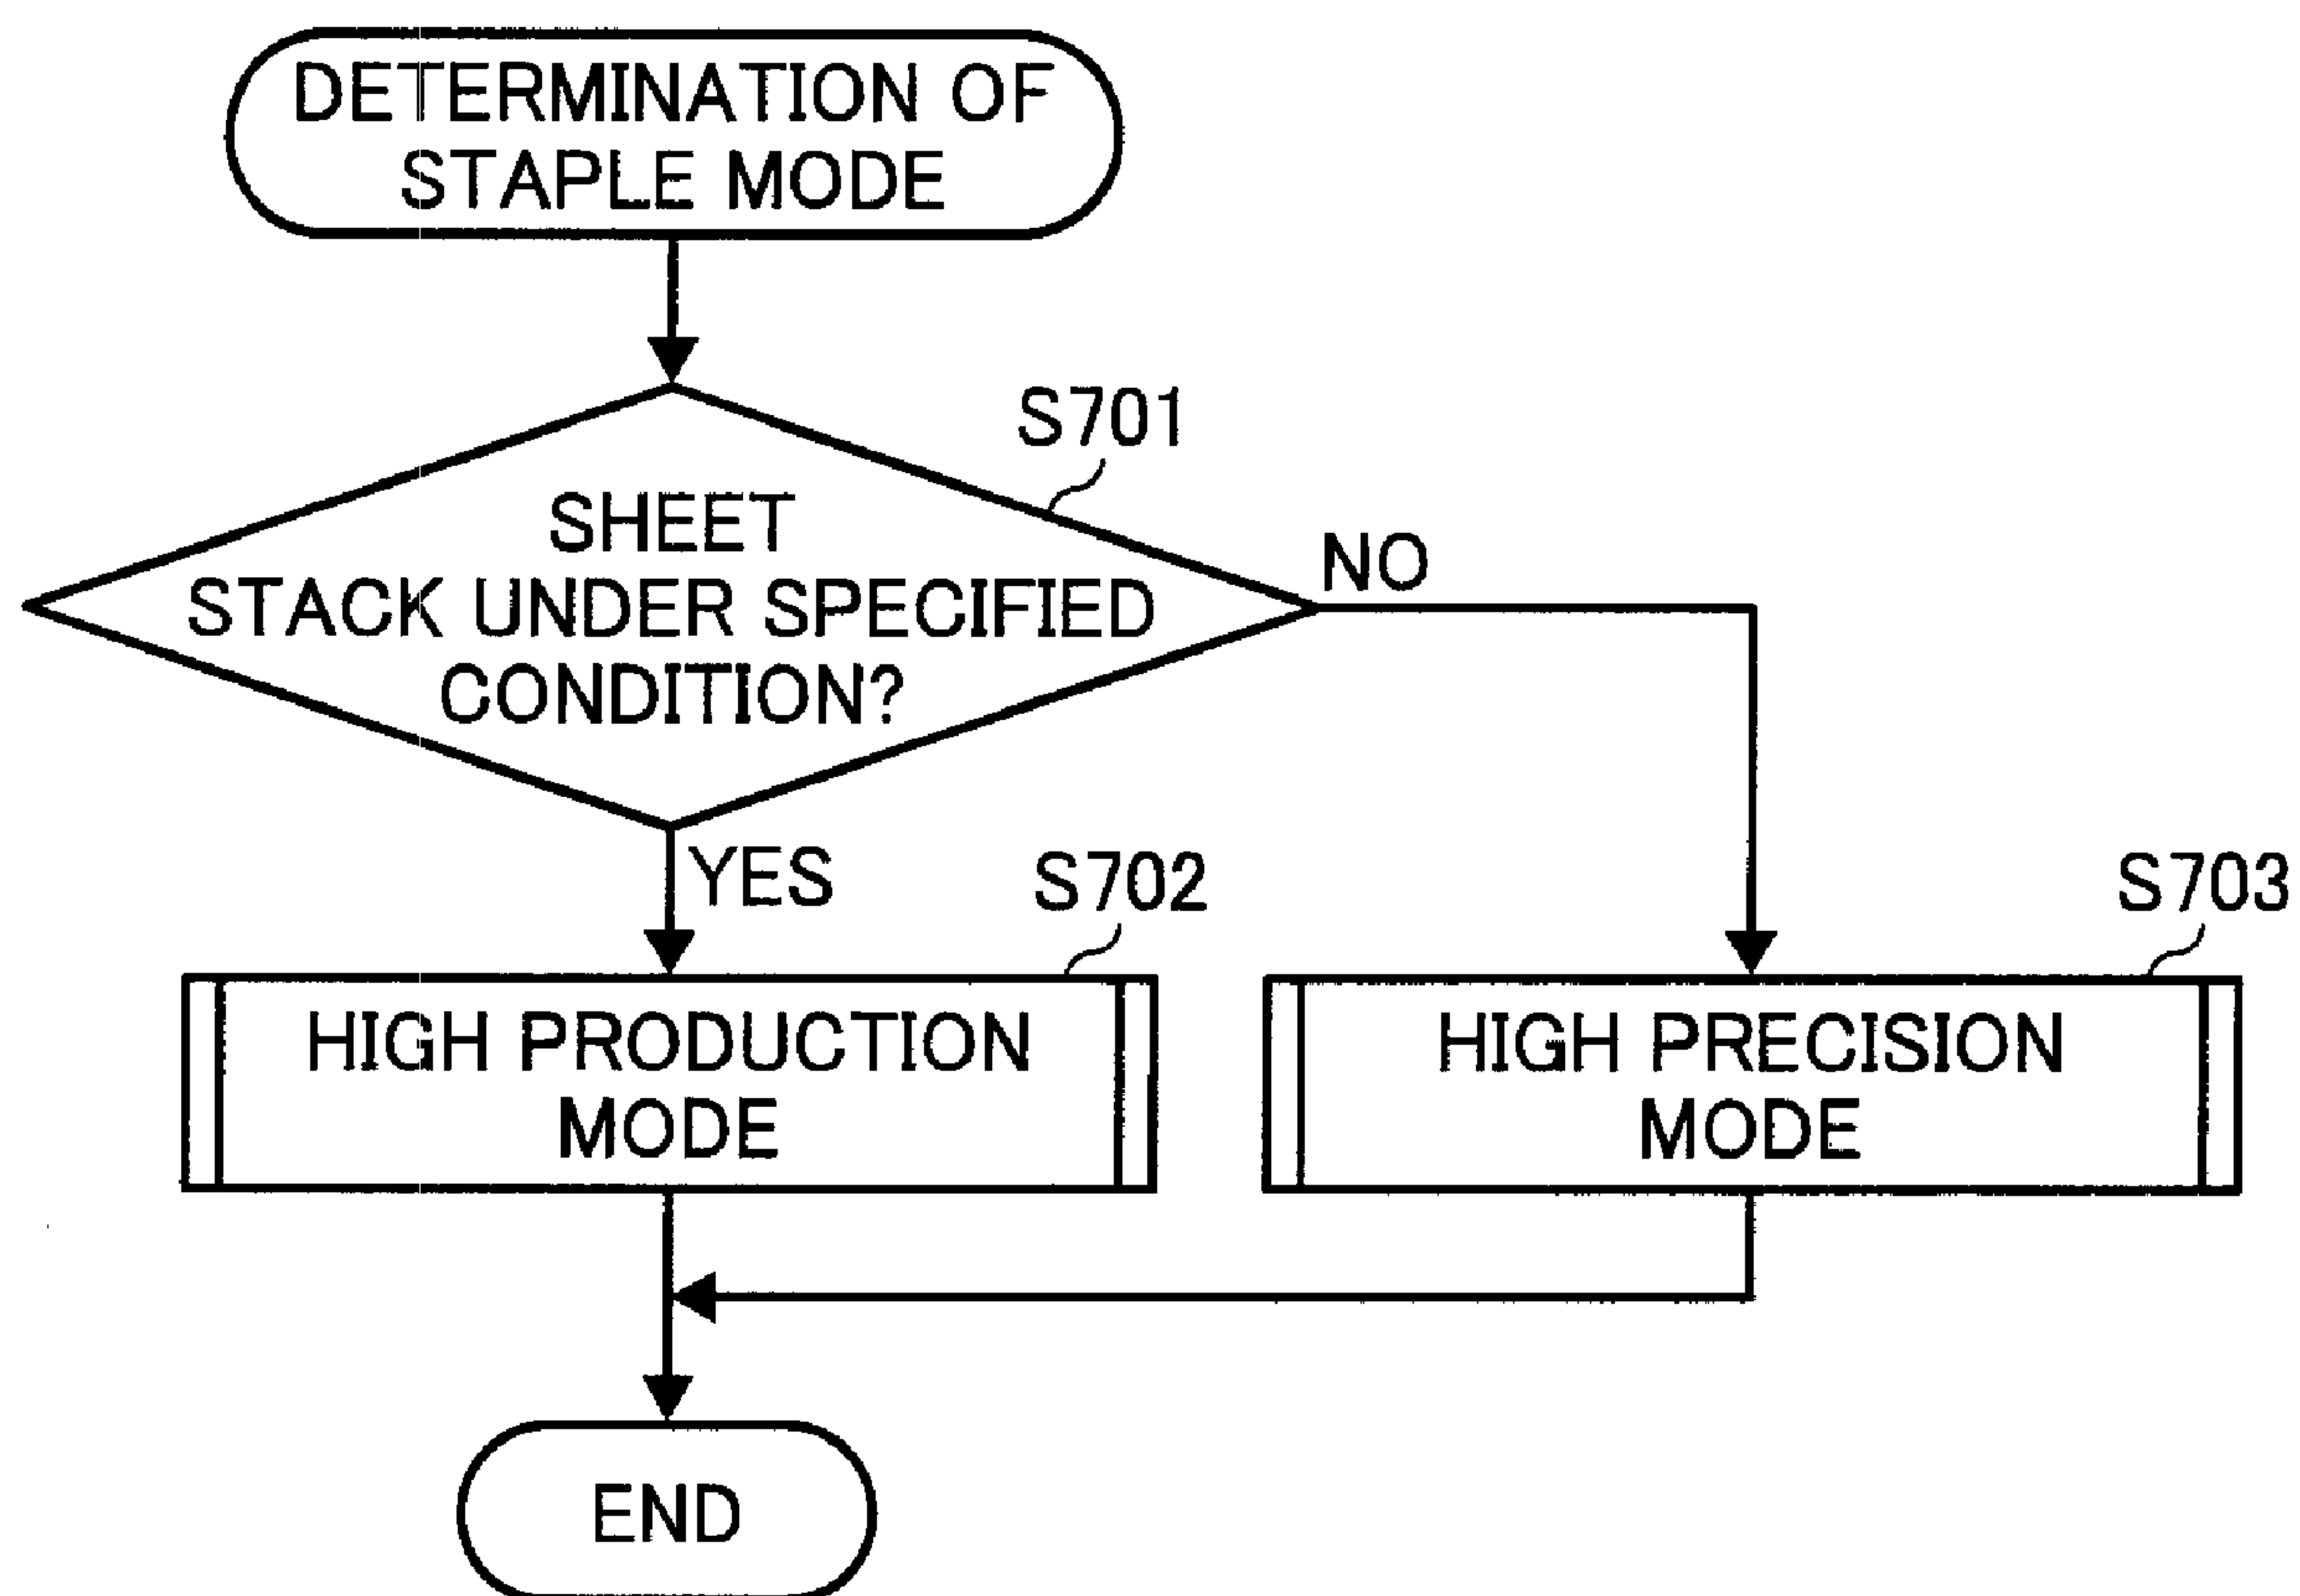 DETERMINATION OF
STAPLE MODE
S701
SHEET
STACK UNDER SPECIFIED
CONDITION?
NO
YES
S702
S703
HIGH PRODUCTION
MODE
HIGH PRECISION
MODE
END